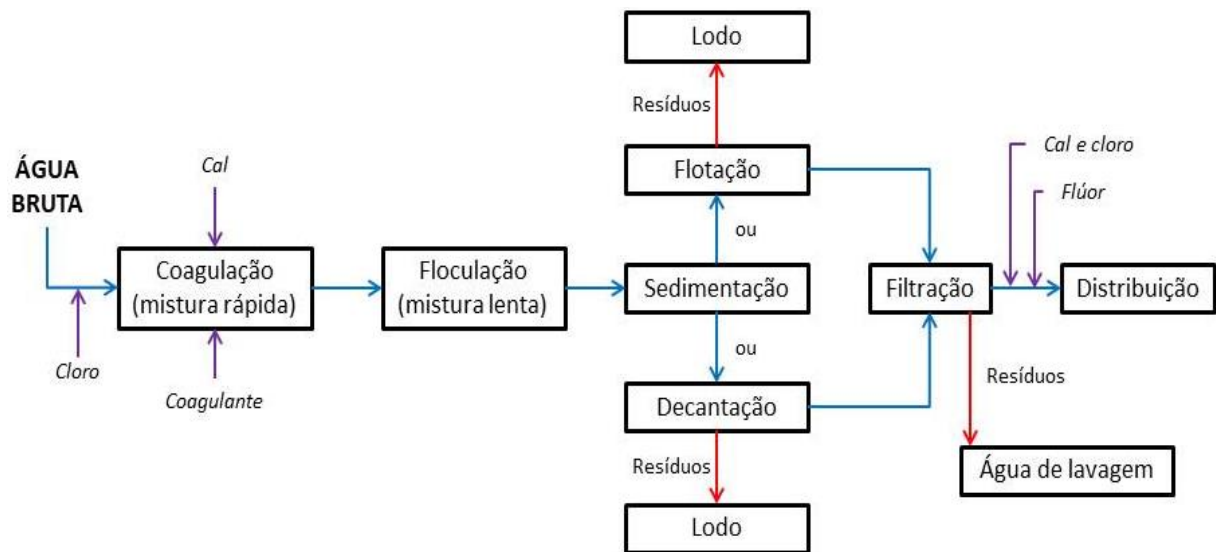 ÁGUA
BRUTA
Cloro
Cal
Coagulação
(mistura rápida)
Coagulante
Floculação
(mistura lenta)
Lodo
Resíduos
Flotação
ou
Sedimentação
ou
Decantação
Resíduos
Lodo
Filtração
Cal e cloro
Flúor
Distribuição
Resíduos
Água de lavagem